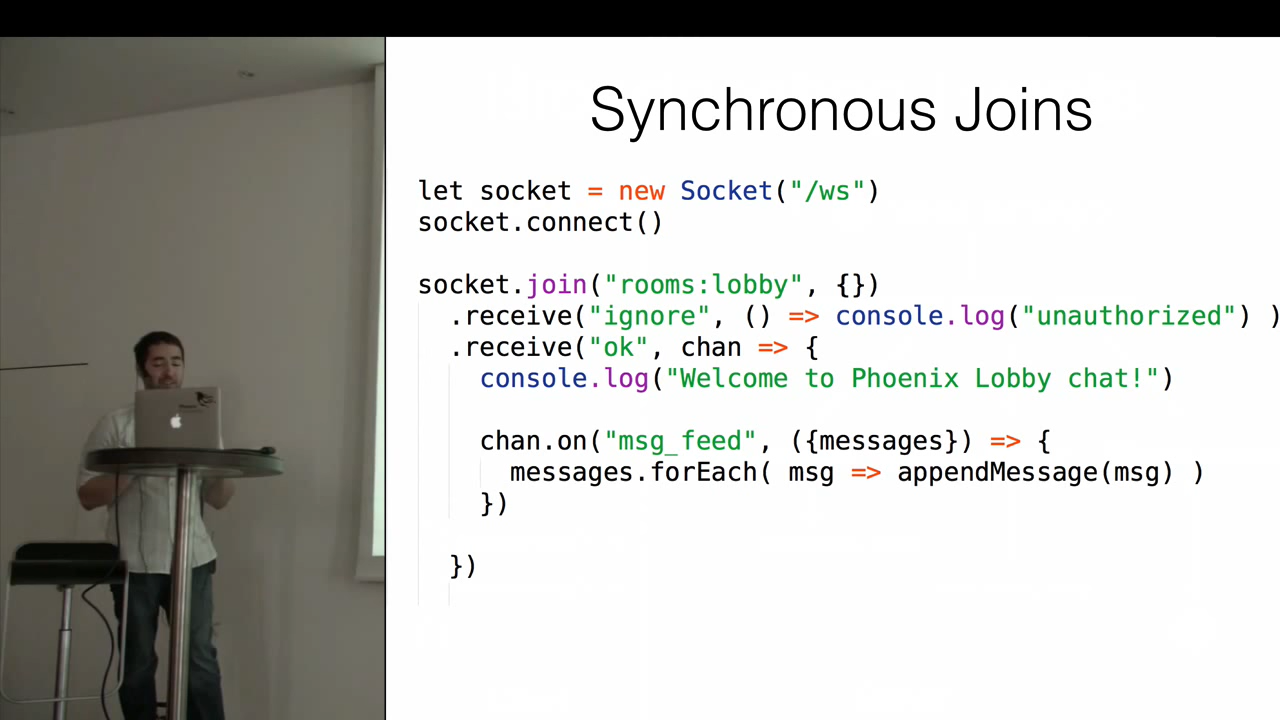 Synchronous Joins
let socket = new Socket("/ws")
socket.connect()
socket.join("rooms:lobby", {})
.receive("ignore", () => console.log("unauthorized") )
.receive("ok", chan => {
console.log("Welcome to Phoenix Lobby chat!")
chan.on("msg_feed", ({messages}) => {
messages.forEach( msg => appendMessage(msg) )
})
})